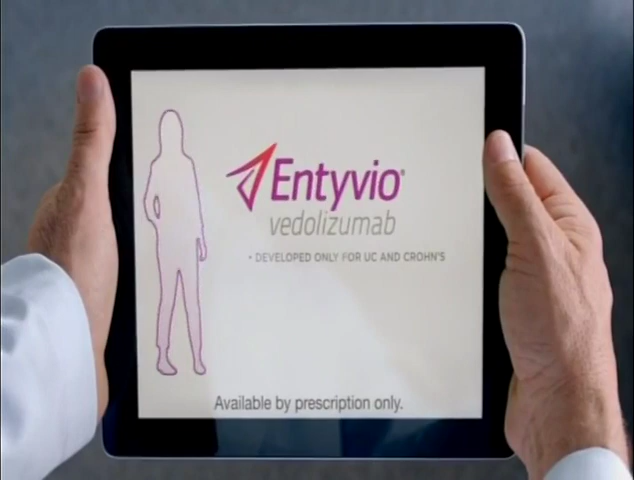 Entyvio®
vedolizumab
• DEVELOPED ONLY FOR UC AND CROHN'S
Available by prescription only.